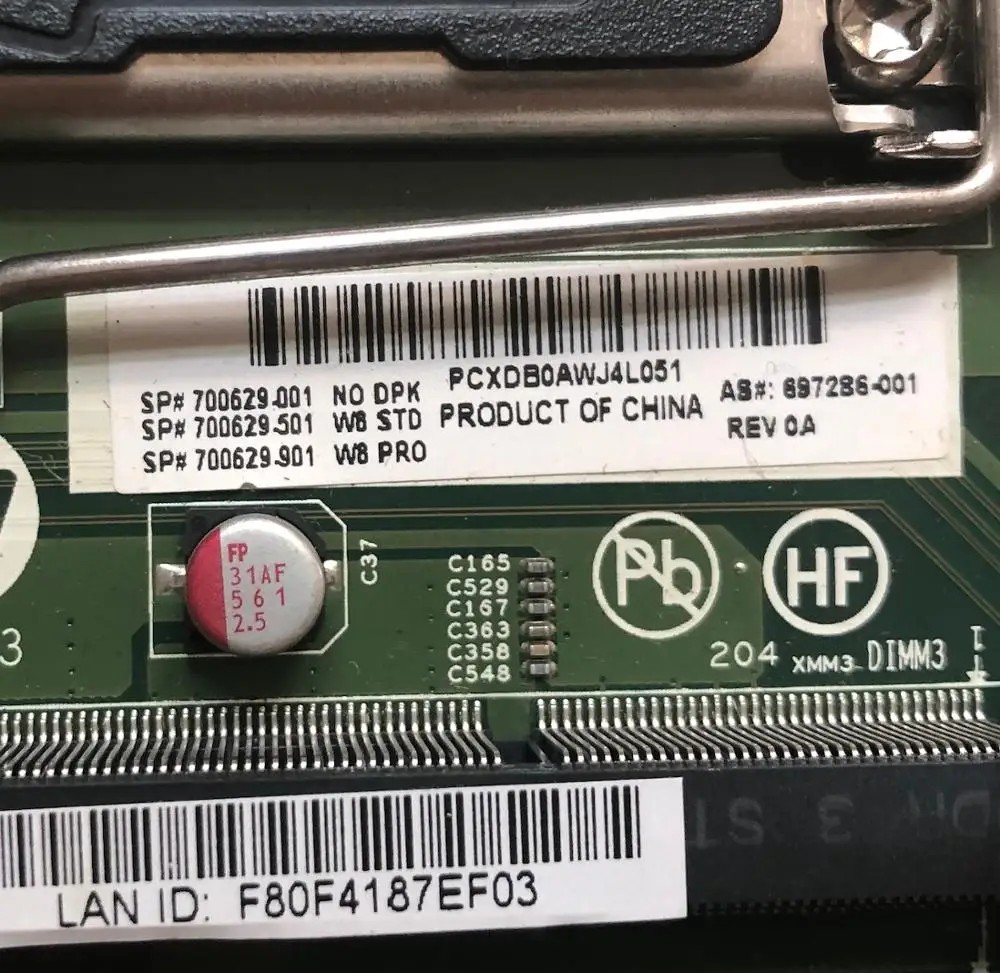 PCXDB0AWJ4L051
SP# 700629-001 NO DPK
SP# 700629-501 W8 STD
SP# 700629-901 W8 PRO
PRODUCT OF CHINA
AS#: 697286-001
REV 0A
FP
31AF
561
2.5
C37
C165
C529
C167
C363
C358
C548
Pb
HF
3
204 XMM3 DIMM3
1
LAN ID: F80F4187EF03